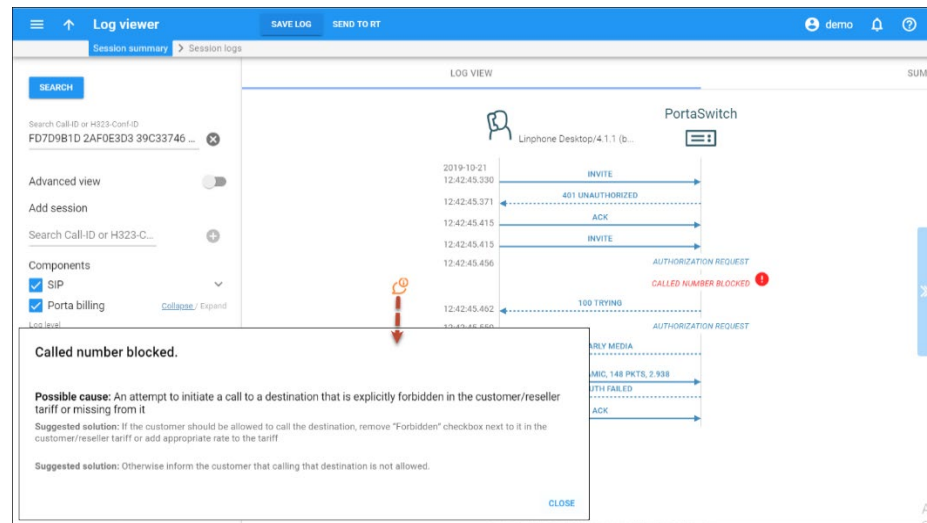 Log viewer
SAVE LOG
SEND TO RT
demo
Session summary
Session logs
SEARCH
Search Call-ID or H323-Conf-ID
FD7D9B1D 2AF0E3D3 39C33746 ...
Advanced view
Add session
Search Call-ID or H323-C...
Components
SIP
Porta billing
Collapse / Expand
Log level
LOG VIEW
SUM
Linphone Desktop/4.1.1 (b...
PortaSwitch
2019-10-21
12:42:45.330
INVITE
12:42:45.371
401 UNAUTHORIZED
12:42:45.415
ACK
12:42:45.415
INVITE
12:42:45.456
AUTHORIZATION REQUEST
CALLED NUMBER BLOCKED
12:42:45.462
100 TRYING
AUTHORIZATION REQUEST
ARLY MEDIA
AMIC, 148 PKTS, 2.938
UTH FAILED
ACK
Called number blocked.
Possible cause: An attempt to initiate a call to a destination that is explicitly forbidden in the customer/reseller
tariff or missing from it
Suggested solution: If the customer should be allowed to call the destination, remove "Forbidden" checkbox next to it in the
customer/reseller tariff or add appropriate rate to the tariff
Suggested solution: Otherwise inform the customer that calling that destination is not allowed.
CLOSE